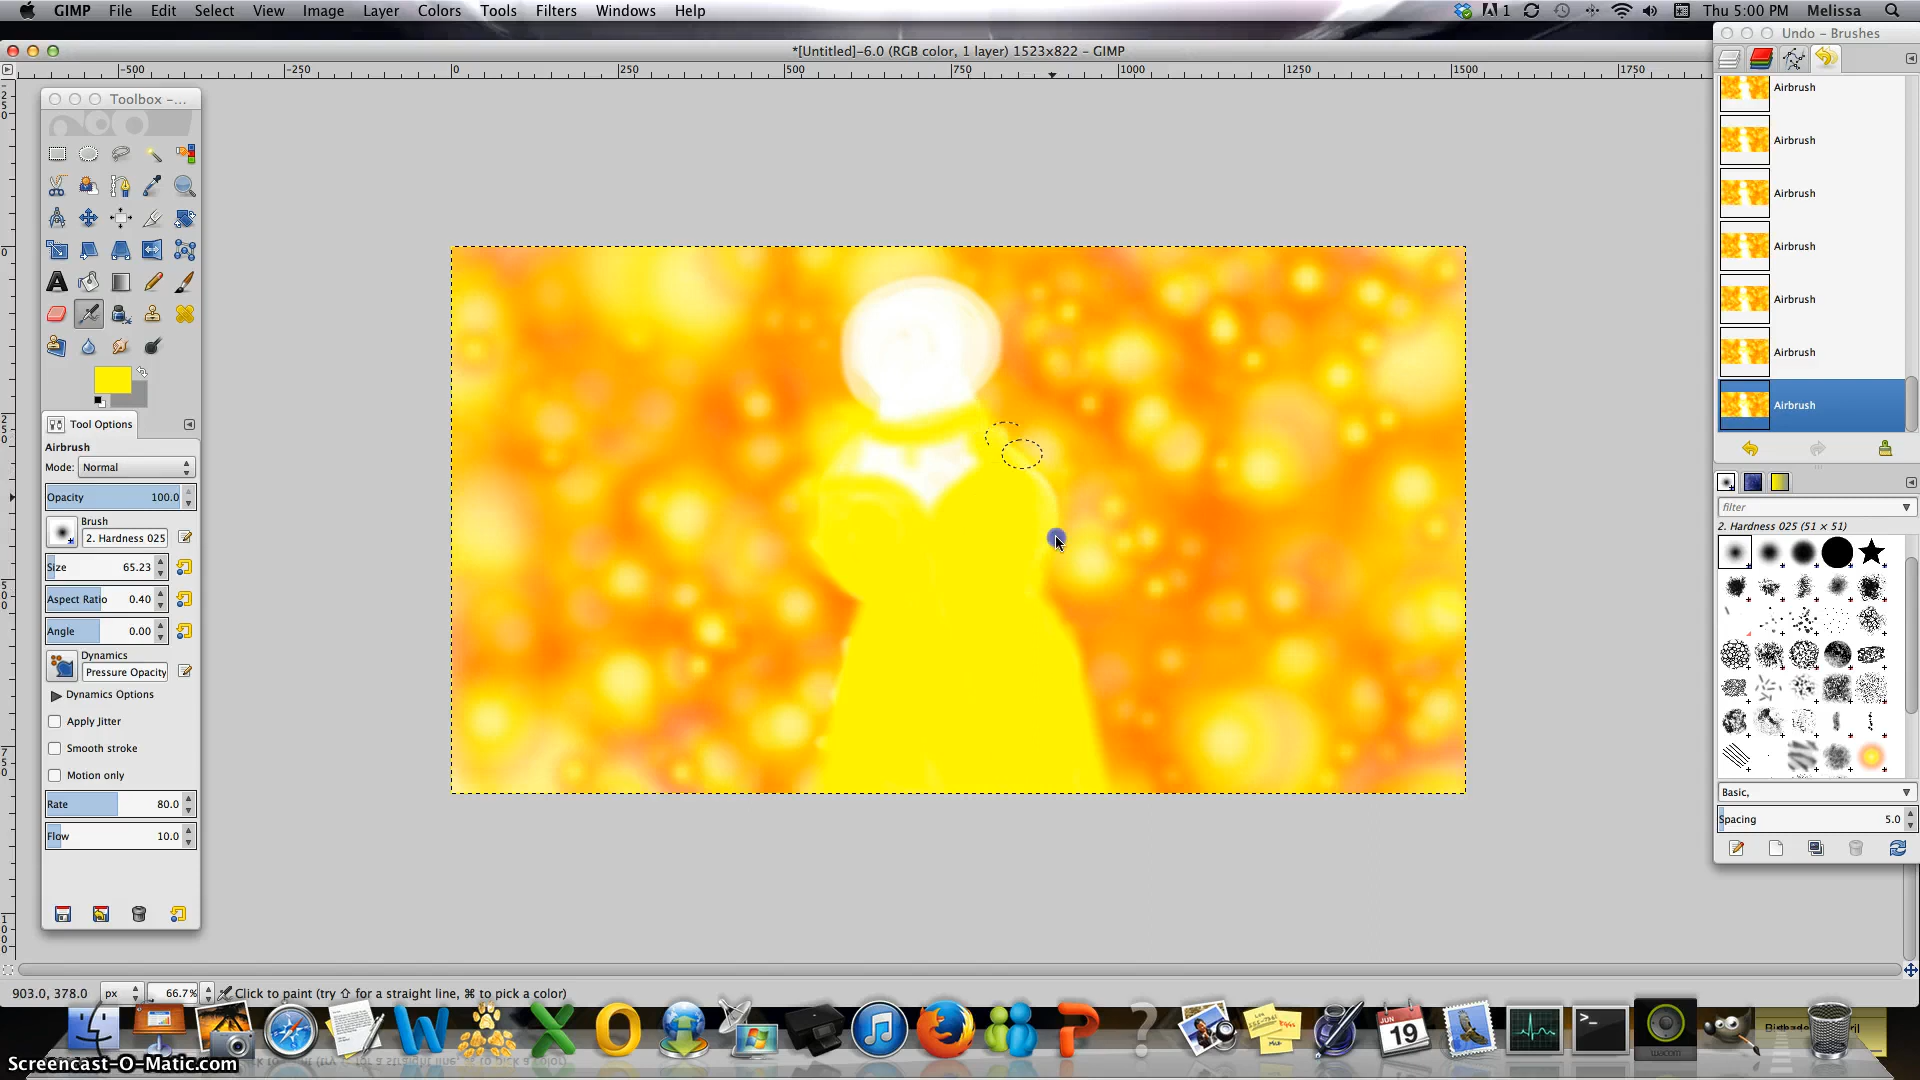 GIMP File Edit Select View Image Layer Colors Tools Filters Windows Help
1 Thu 5:00 PM Melissa
*[Untitled]-6.0 (RGB color, 1 layer) 1523x822 – GIMP
Undo – Brushes
-500 -250 0 250 500 750 1000 1250 1500 1750
Toolbox –...
Airbrush
Airbrush
Airbrush
Airbrush
Airbrush
Airbrush
Airbrush
Tool Options
Airbrush
Mode: Normal
Opacity 100.0
Brush
2. Hardness 025
Size 65.23
Aspect Ratio 0.40
Angle 0.00
Dynamics
Pressure Opacity
Dynamics Options
Apply Jitter
Smooth stroke
Motion only
Rate 80.0
Flow 10.0
filter
2. Hardness 025 (51 × 51)
Basic,
Spacing 5.0
903.0, 378.0 px 66.7% Click to paint (try ⇧ for a straight line, ⌘ to pick a color)
JUN
19
wacom
Screencast-O-Matic.com